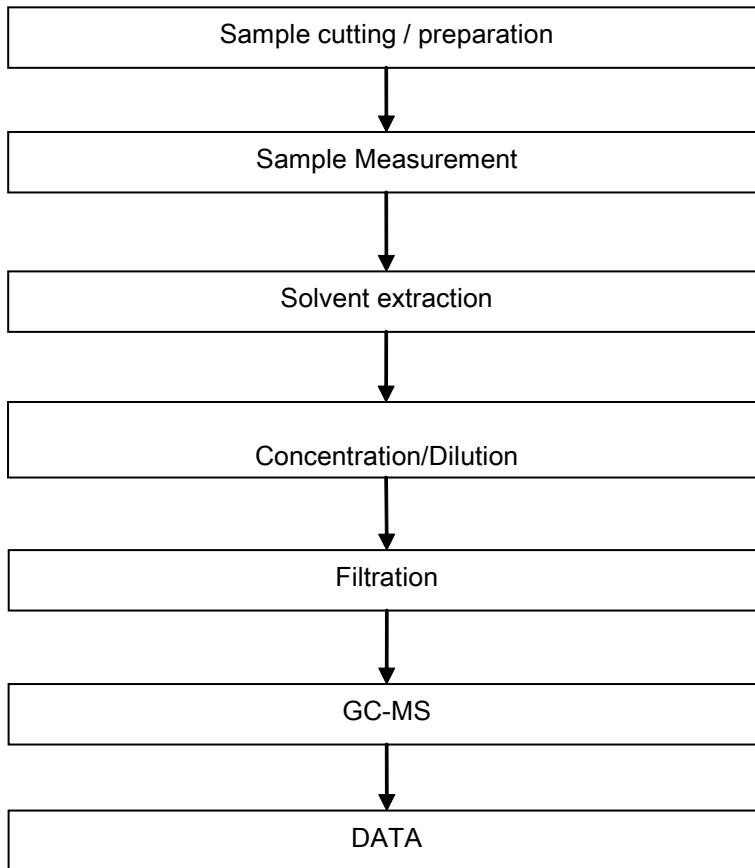 Sample cutting / preparation
Sample Measurement
Solvent extraction
Concentration/Dilution
Filtration
GC-MS
DATA